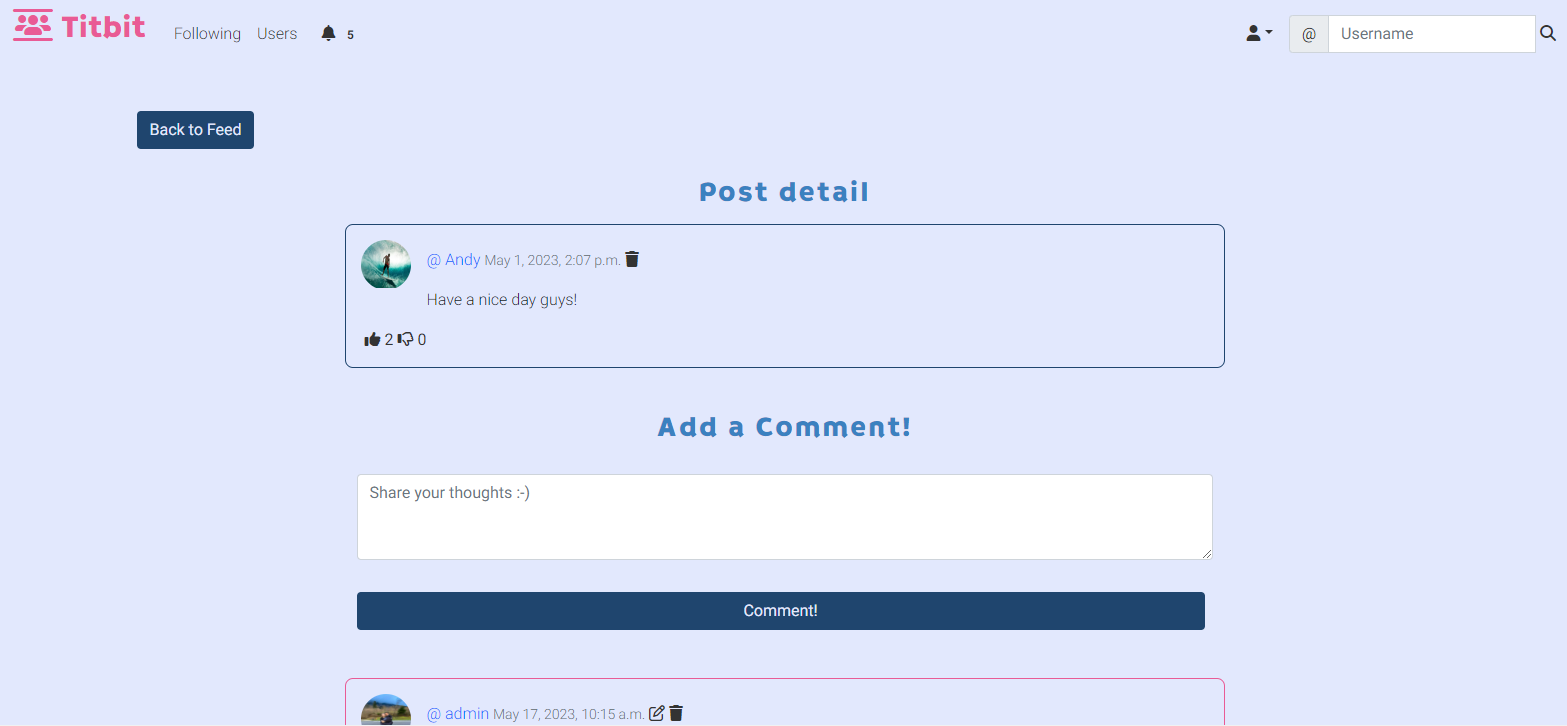 Titbit Following Users 5 @ Username
Back to Feed
Post detail
@ Andy May 1, 2023, 2:07 p.m.
Have a nice day guys!
2 0
Add a Comment!
Share your thoughts :-)
Comment!
@ admin May 17, 2023, 10:15 a.m.